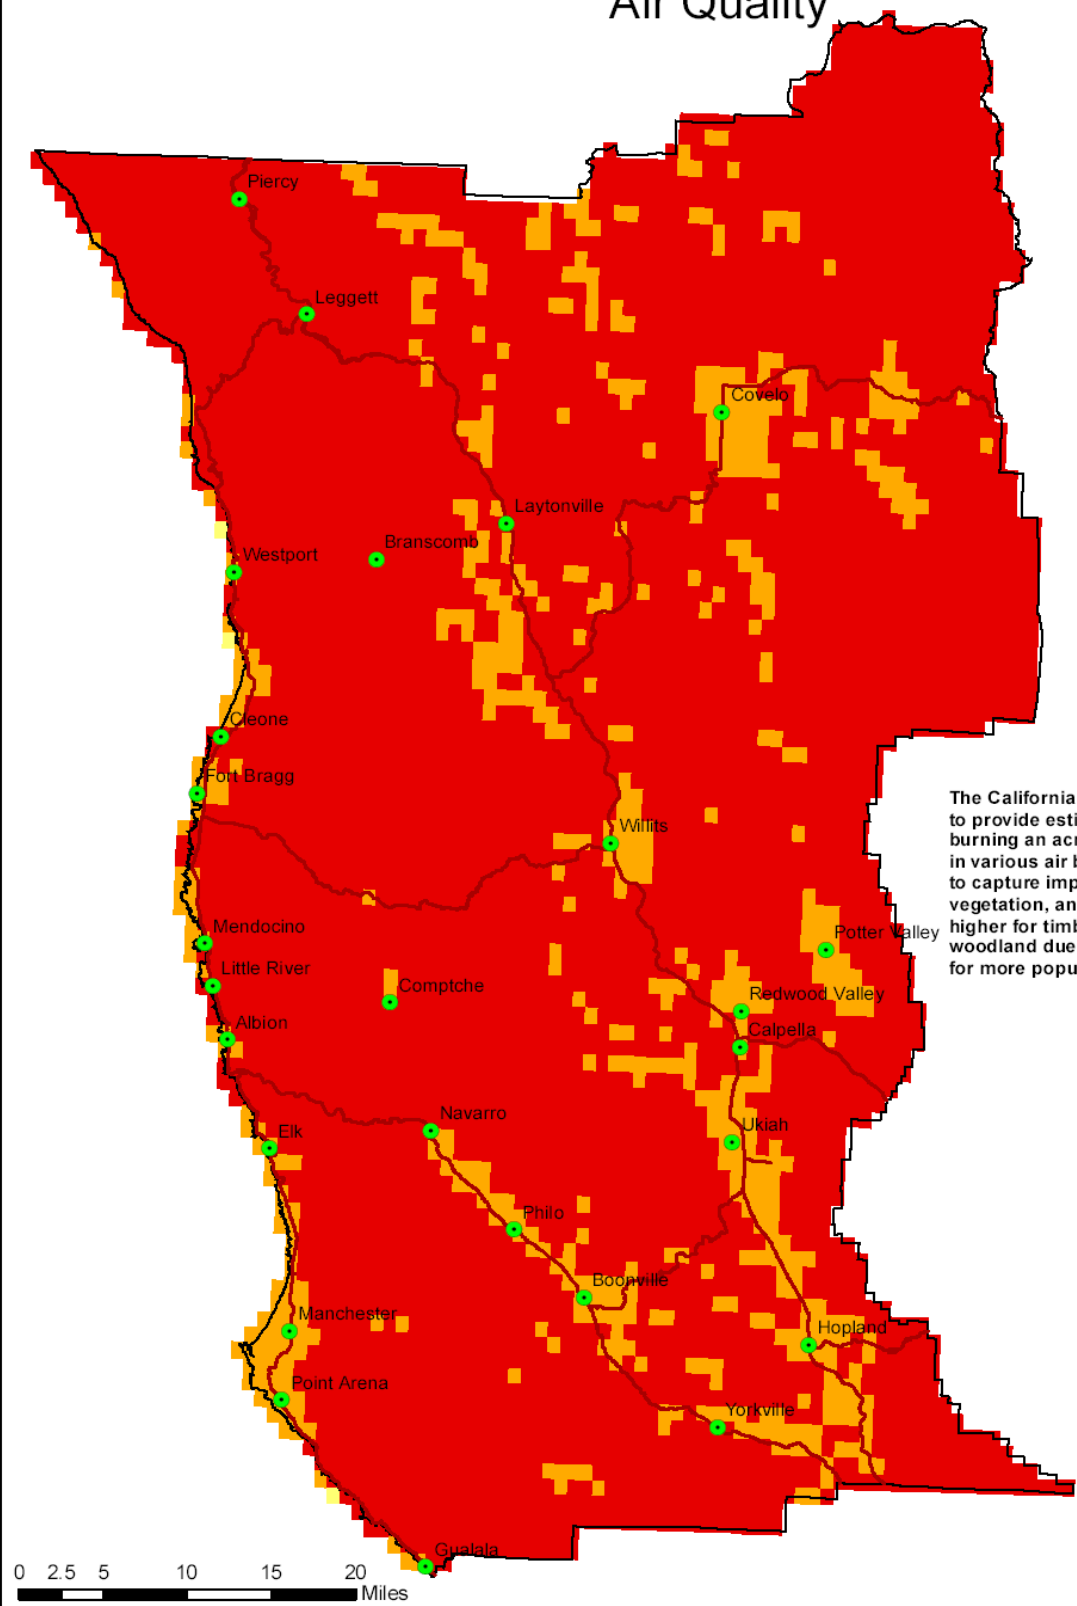 Air Quality
Piercy
Leggett
Covelo
Laytonville
Branscomb
Westport
Cleone
Fort Bragg
The California
to provide esti
burning an acr
in various air b
to capture imp
vegetation, an
higher for timb
woodland due
for more popu
Willits
Potter Valley
Mendocino
Little River
Comptche
Redwood Valley
Albion
Calpella
Navarro
Ukiah
Elk
Philo
Boonville
Manchester
Hopland
Point Arena
Yorkville
Gualala
0 2.5 5 10 15 20
Miles